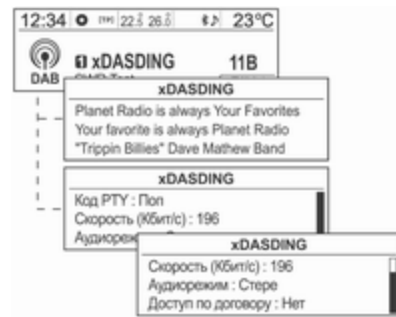 12:34 22.5 26.0 23°C
1 xDASDING 11B
DAB
xDASDING
Planet Radio is always Your Favorites
Your favorite is always Planet Radio
"Trippin Billies" Dave Mathew Band
xDASDING
Код PTY : Поп
Скорость (Кбит/с) : 196
xDASDING
Скорость (Кбит/с) : 196
Аудиорежим : Стере
Доступ по договору : Нет